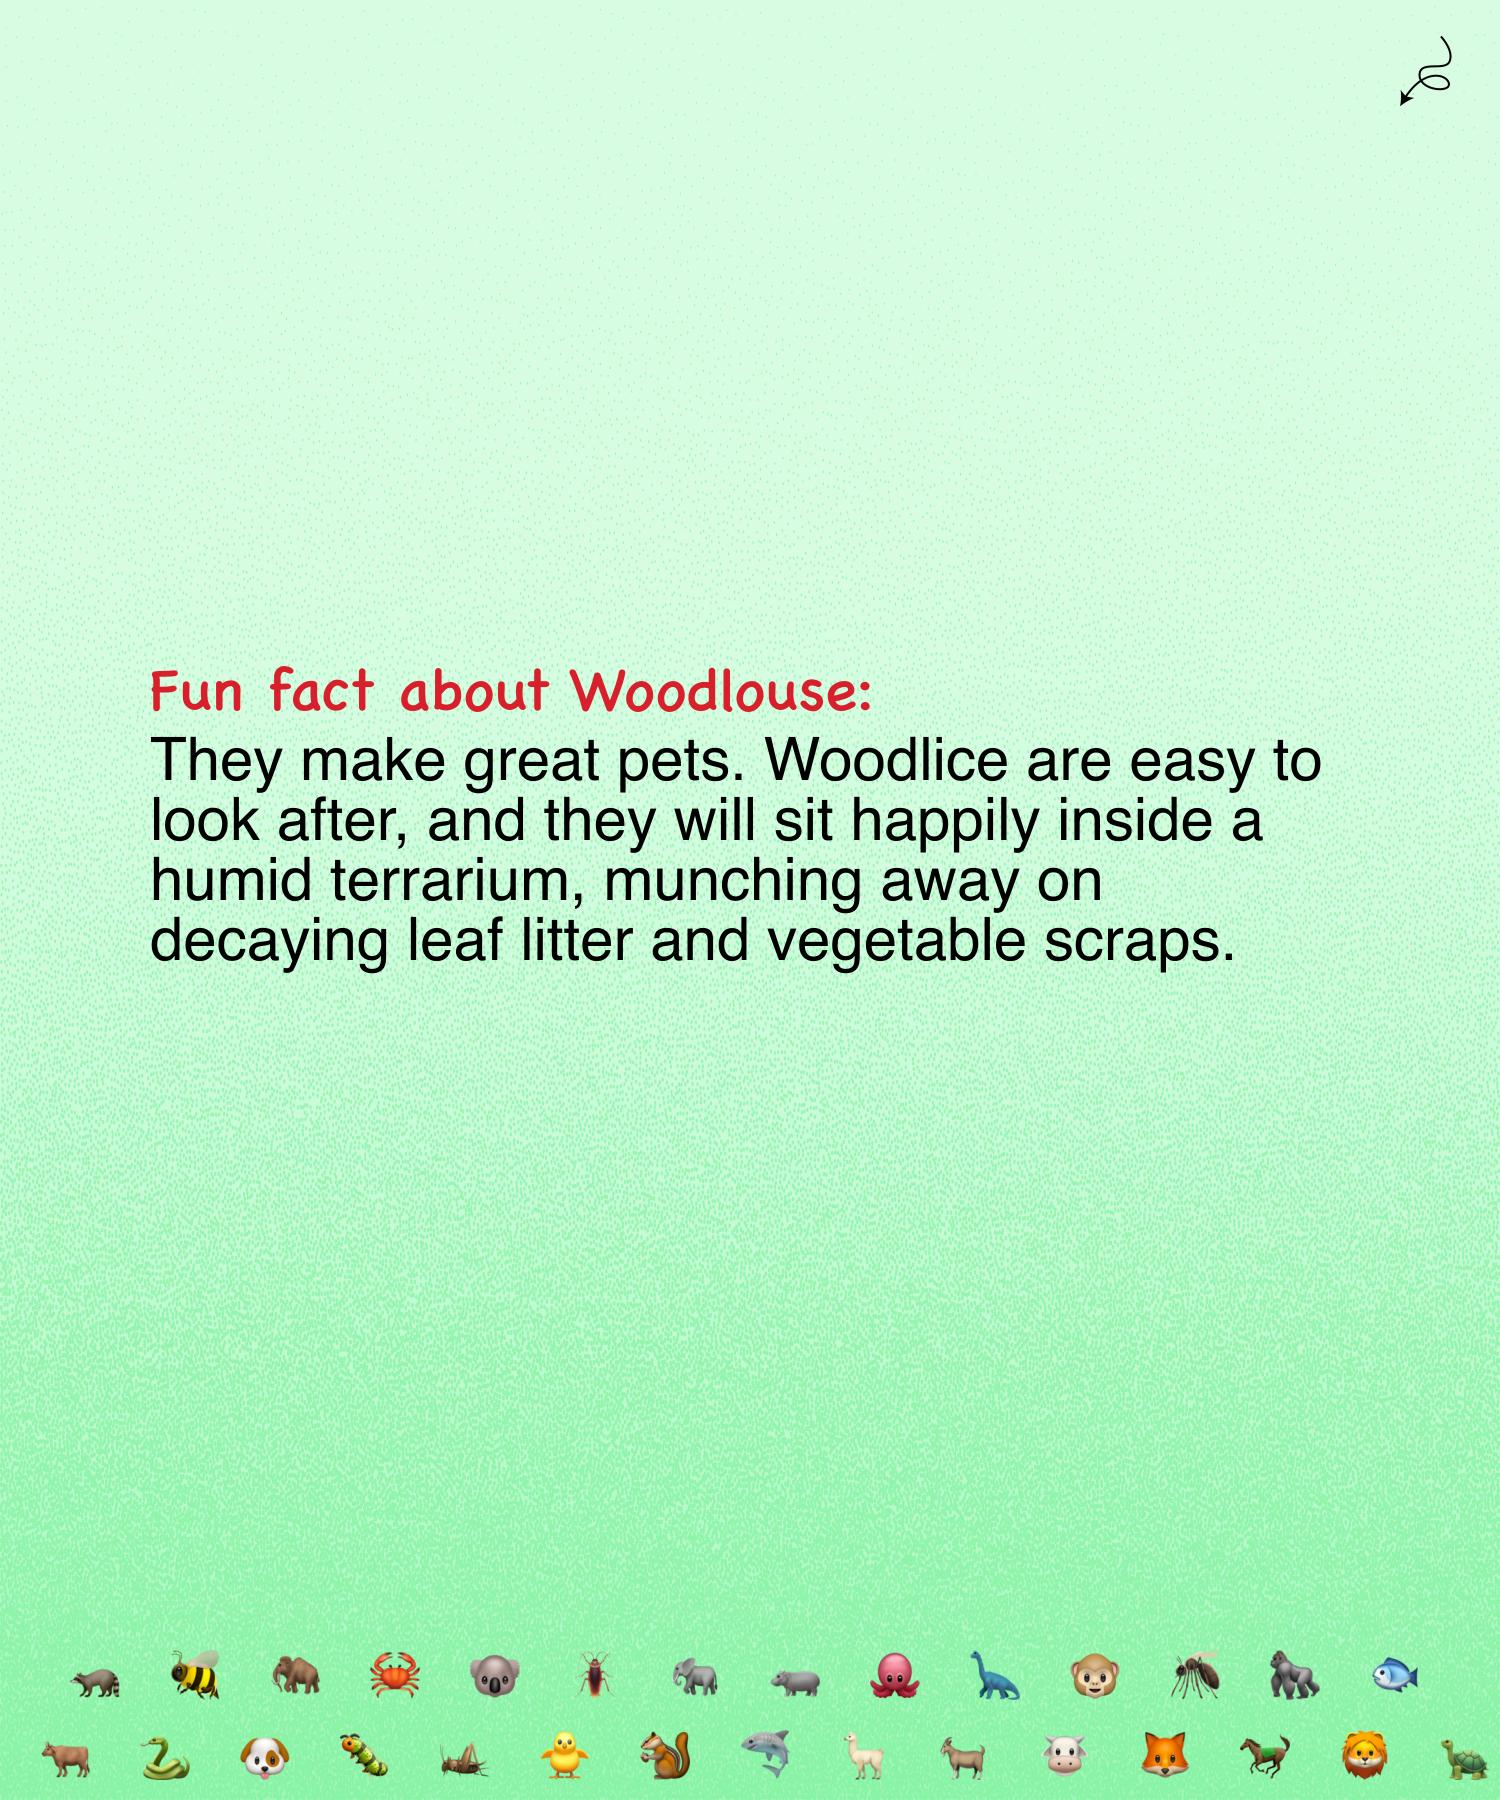 Fun fact about Woodlouse:
They make great pets. Woodlice are easy to
look after, and they will sit happily inside a
humid terrarium, munching away on
decaying leaf litter and vegetable scraps.